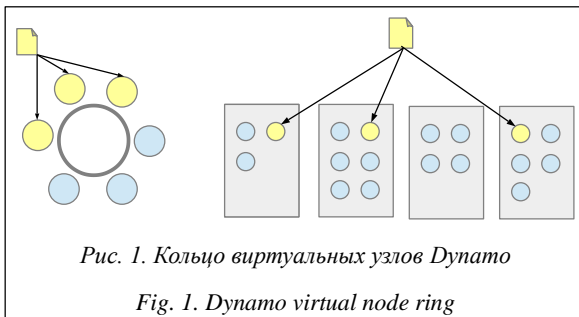 Рис. 1. Кольцо виртуальных узлов Dynamo
Fig. 1. Dynamo virtual node ring